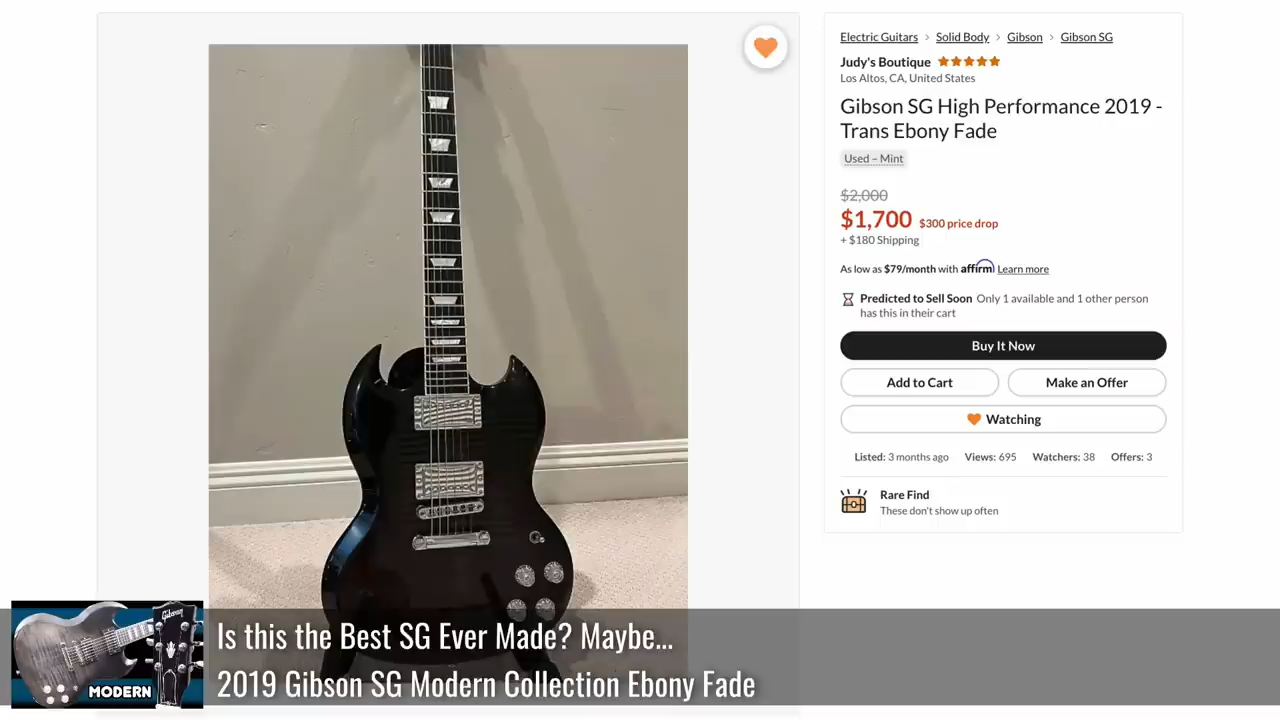 Electric Guitars > Solid Body > Gibson > Gibson SG
Judy's Boutique
Los Altos, CA, United States
Gibson SG High Performance 2019 -
Trans Ebony Fade
Used – Mint
$2,000
$1,700 $300 price drop
+ $180 Shipping
As low as $79/month with affirm Learn more
Predicted to Sell Soon Only 1 available and 1 other person
has this in their cart
Buy It Now
Add to Cart Make an Offer
Watching
Listed: 3 months ago Views: 695 Watchers: 38 Offers: 3
Rare Find
These don't show up often
Gibson
MODERN
Is this the Best SG Ever Made? Maybe...
2019 Gibson SG Modern Collection Ebony Fade